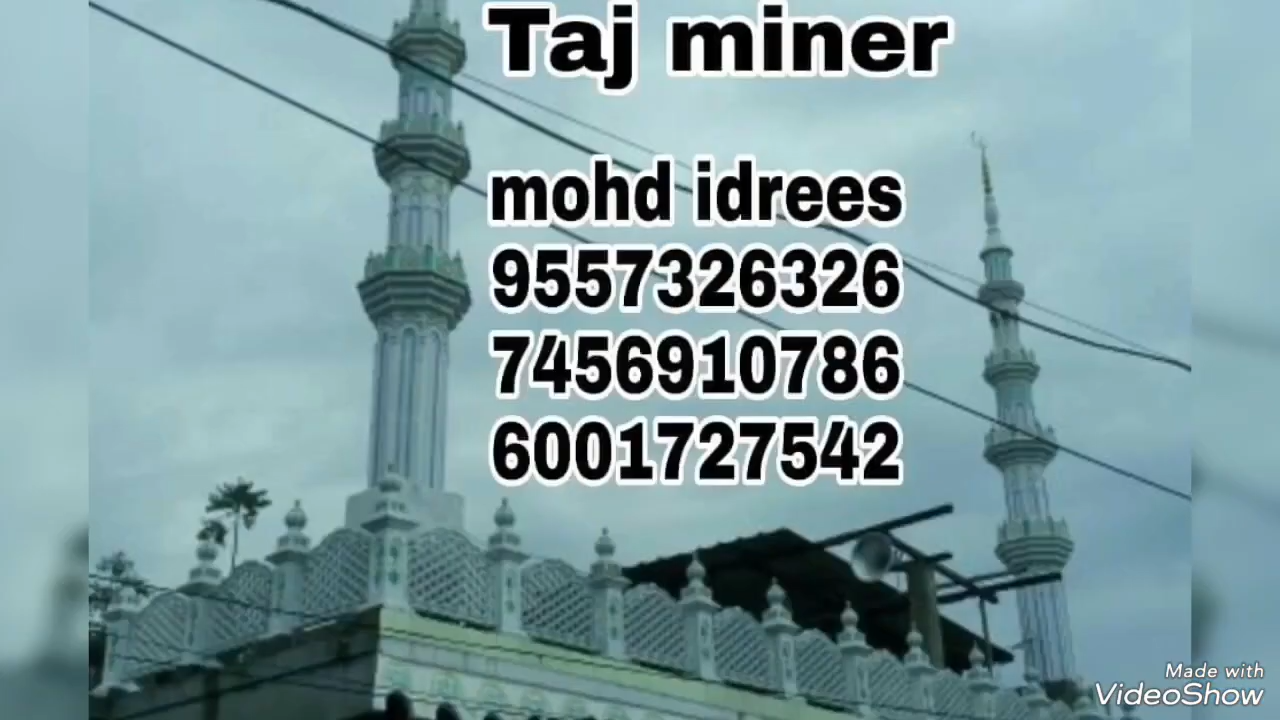 Taj miner
mohd idrees
9557326326
7456910786
6001727542
Made with
VideoShow